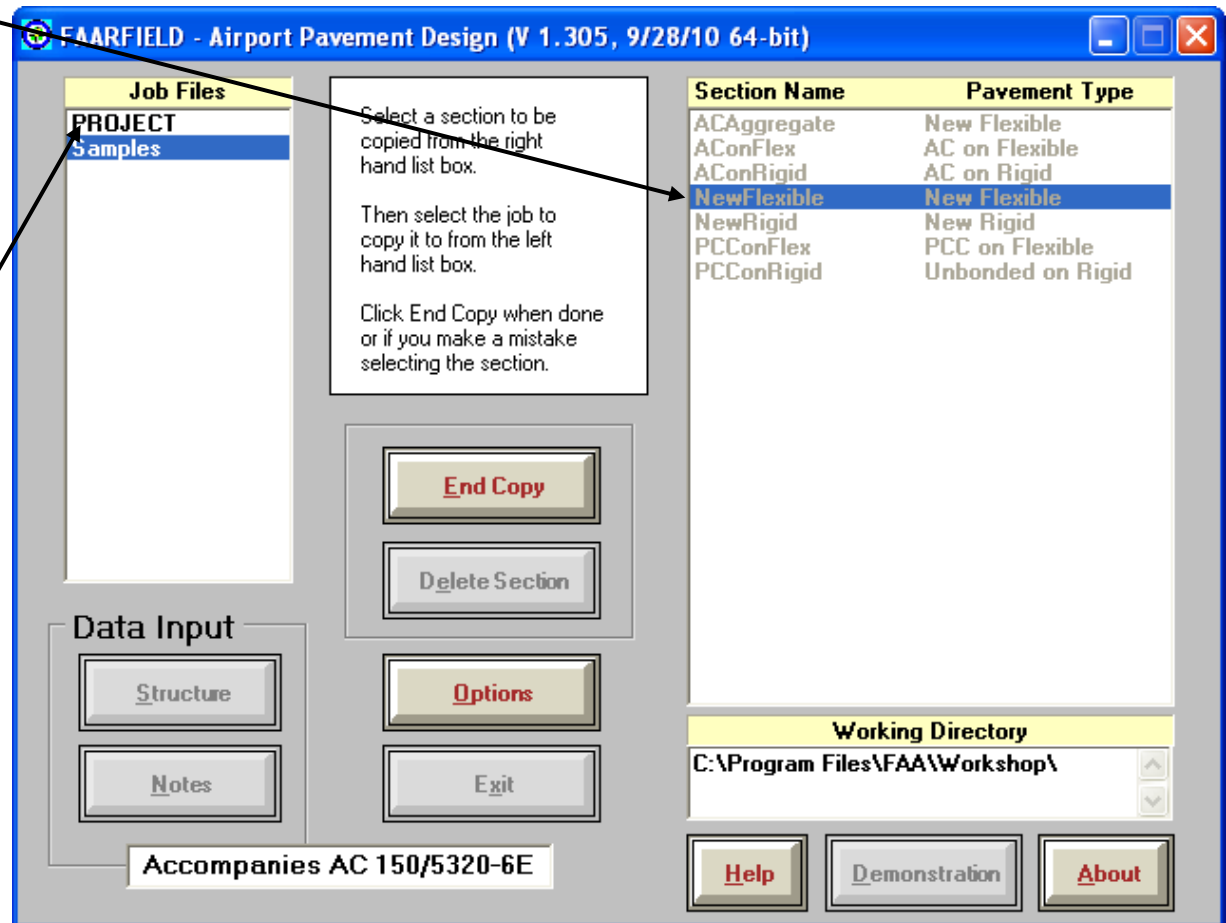 FAARFIELD - Airport Pavement Design (V 1.305, 9/28/10 64-bit)
Job Files
PROJECT
Samples
Select a section to be
copied from the right
hand list box.
Then select the job to
copy it to from the left
hand list box.
Click End Copy when done
or if you make a mistake
selecting the section.
End Copy
Delete Section
Data Input
Structure
Notes
Options
Exit
Accompanies AC 150/5320-6E
Section Name Pavement Type
ACAggregate New Flexible
AConFlex AC on Flexible
AConRigid AC on Rigid
NewFlexible New Flexible
NewRigid New Rigid
PCConFlex PCC on Flexible
PCConRigid Unbonded on Rigid
Working Directory
C:\Program Files\FAA\Workshop\
Help
Demonstration
About